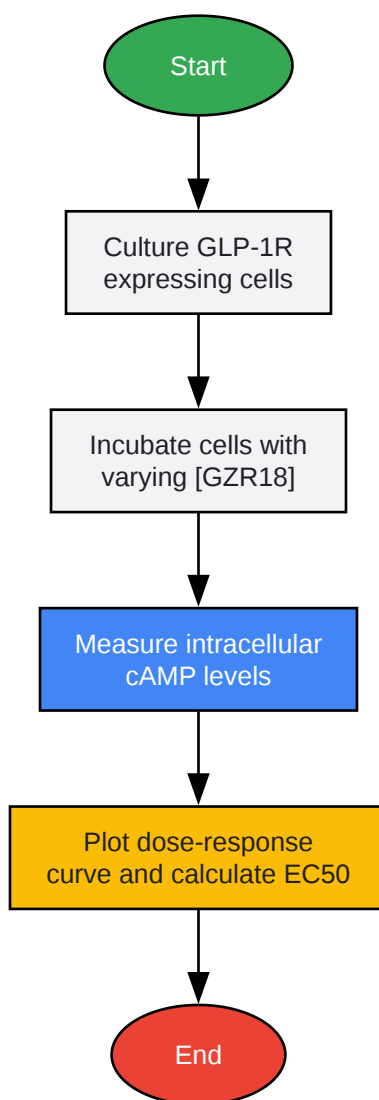 Start
Culture GLP-1R
expressing cells
Incubate cells with
varying [GZR18]
Measure intracellular
cAMP levels
Plot dose-response
curve and calculate EC50
End